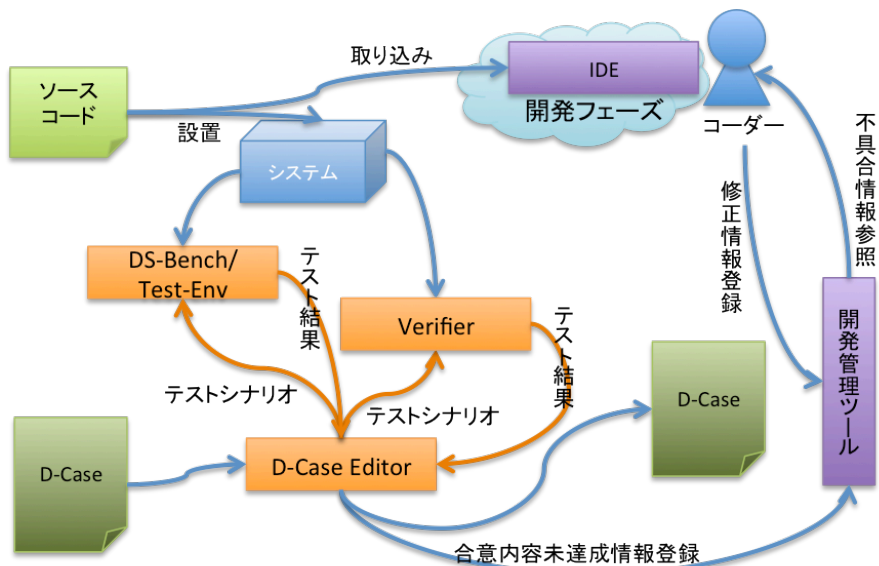 取り込み
IDE
開発フェーズ
コーダー
ソース
コード
設置
システム
不具合情報参照
修正情報登録
DS-Bench/
Test-Env
テスト結果
Verifier
テスト結果
開発管理ツール
テストシナリオ
テストシナリオ
D-Case
D-Case
D-Case Editor
合意内容未達成情報登録